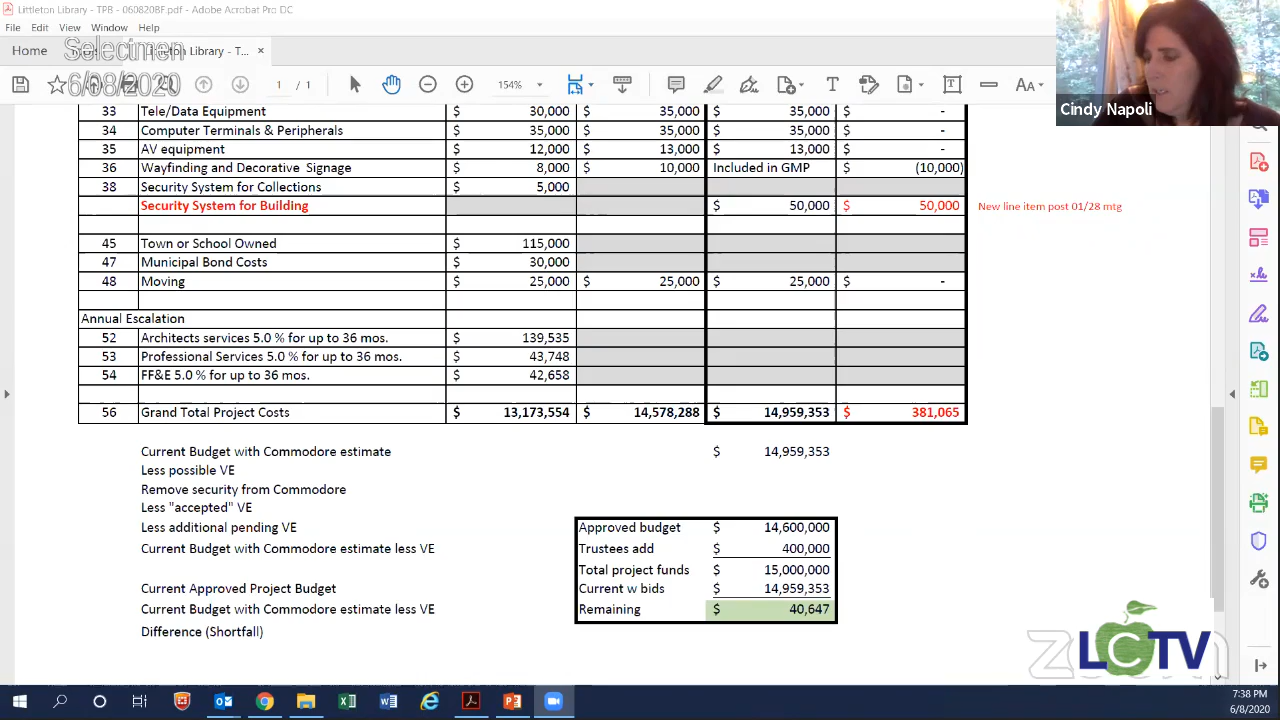 Littleton Library - TPB - 0608208F.pdf - Adobe Acrobat Pro DC
File Edit View Window Help
Home ntleton Library - T... ×
Selectmen
6/08/2020
1 / 1 154%
Cindy Napoli
33 Tele/Data Equipment $ 30,000 $ 35,000 $ 35,000 $ -
34 Computer Terminals & Peripherals $ 35,000 $ 35,000 $ 35,000 $ -
35 AV equipment $ 12,000 $ 13,000 $ 13,000 $ -
36 Wayfinding and Decorative Signage $ 8,000 $ 10,000 Included in GMP $ (10,000)
38 Security System for Collections $ 5,000
Security System for Building $ 50,000 $ 50,000 New line item post 01/28 mtg
45 Town or School Owned $ 115,000
47 Municipal Bond Costs $ 30,000
48 Moving $ 25,000 $ 25,000 $ 25,000 $ -
Annual Escalation
52 Architects services 5.0 % for up to 36 mos. $ 139,535
53 Professional Services 5.0 % for up to 36 mos. $ 43,748
54 FF&E 5.0 % for up to 36 mos. $ 42,658
56 Grand Total Project Costs $ 13,173,554 $ 14,578,288 $ 14,959,353 $ 381,065
Current Budget with Commodore estimate $ 14,959,353
Less possible VE
Remove security from Commodore
Less "accepted" VE
Less additional pending VE
Current Budget with Commodore estimate less VE
Current Approved Project Budget
Current Budget with Commodore estimate less VE
Difference (Shortfall)
Approved budget $ 14,600,000
Trustees add $ 400,000
Total project funds $ 15,000,000
Current w bids $ 14,959,353
Remaining $ 40,647
zoom
LCTV
7:38 PM
6/8/2020